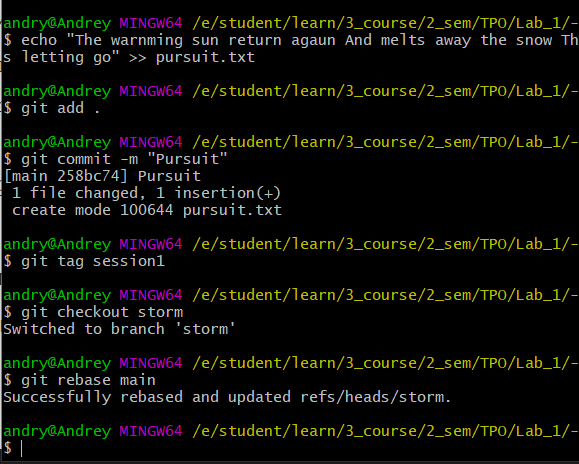 andry@Andrey MINGW64 /e/student/learn/3_course/2_sem/TPO/Lab_1/-
$ echo "The warnming sun return agaun And melts away the snow Th
s letting go" >> pursuit.txt
andry@Andrey MINGW64 /e/student/learn/3_course/2_sem/TPO/Lab_1/-
$ git add .
andry@Andrey MINGW64 /e/student/learn/3_course/2_sem/TPO/Lab_1/-
$ git commit -m "Pursuit"
[main 258bc74] Pursuit
1 file changed, 1 insertion(+)
create mode 100644 pursuit.txt
andry@Andrey MINGW64 /e/student/learn/3_course/2_sem/TPO/Lab_1/-
$ git tag session1
andry@Andrey MINGW64 /e/student/learn/3_course/2_sem/TPO/Lab_1/-
$ git checkout storm
Switched to branch 'storm'
andry@Andrey MINGW64 /e/student/learn/3_course/2_sem/TPO/Lab_1/-
$ git rebase main
Successfully rebased and updated refs/heads/storm.
andry@Andrey MINGW64 /e/student/learn/3_course/2_sem/TPO/Lab_1/-
$